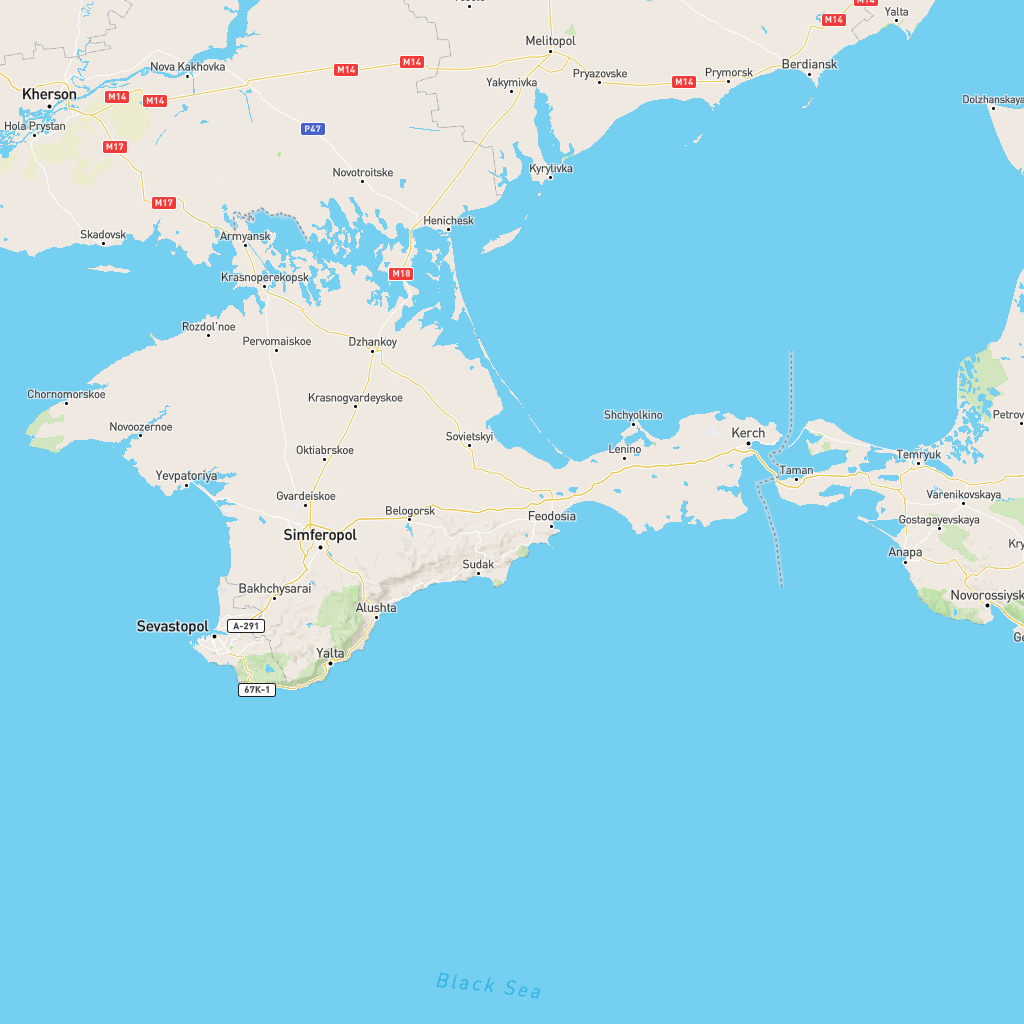 M14
Yalta
M14
Melitopol
Nova Kakhovka
M14
M14
Berdiansk
Pryazovske
Prymorsk
Yakymivka
M14
Kherson
M14
M14
Dolzhanskaya
Hola Prystan
P47
M17
Novotroitske
Kyrylivka
M17
Henichesk
Skadovsk
Armyansk
Krasnoperekopsk
M18
Rozdol'noe
Pervomaiskoe
Dzhankoy
Chornomorskoe
Krasnogvardeyskoe
Shchyolkino
Petrov
Novoozernoe
Sovietskyi
Kerch
Oktiabrskoe
Lenino
Temryuk
Yevpatoriya
Taman
Gvardeiskoe
Varenikovskaya
Belogorsk
Feodosia
Gostagayevskaya
Simferopol
Kry
Anapa
Sudak
Bakhchysarai
Novorossiysk
Alushta
Sevastopol
A-291
Ge
Yalta
67K-1
Black Sea